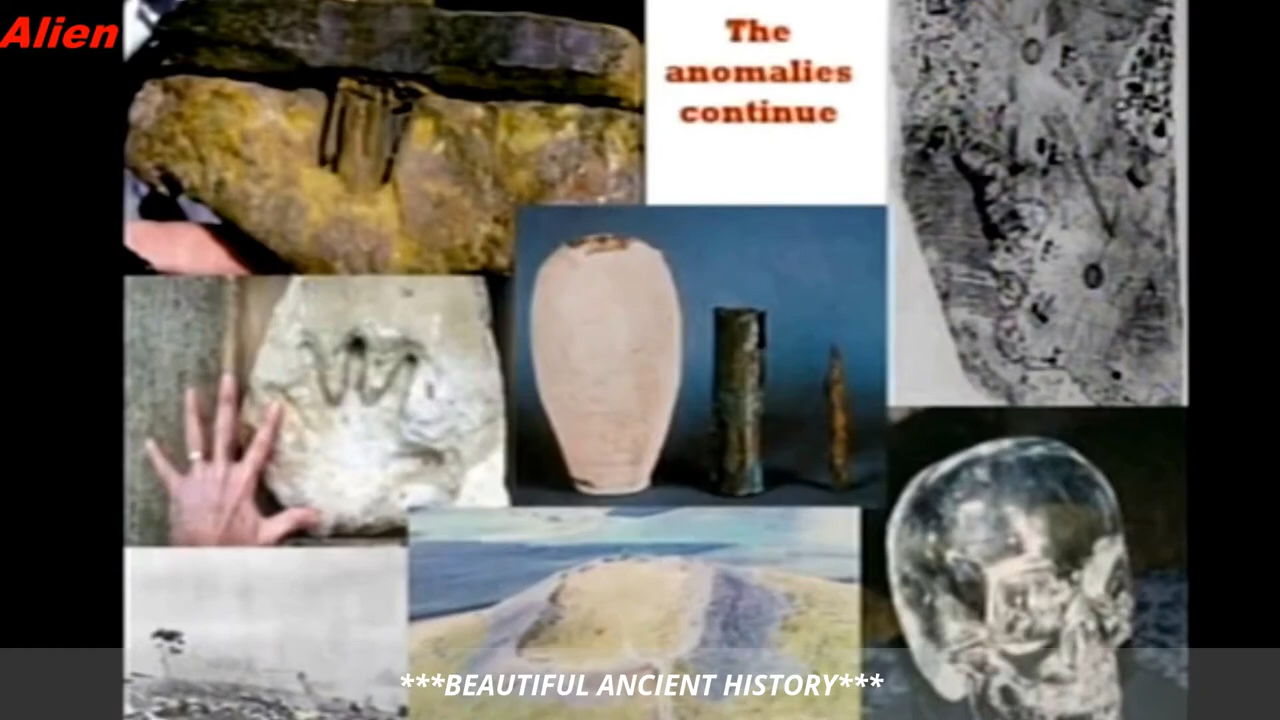 Alien
The
anomalies
continue
***BEAUTIFUL ANCIENT HISTORY***